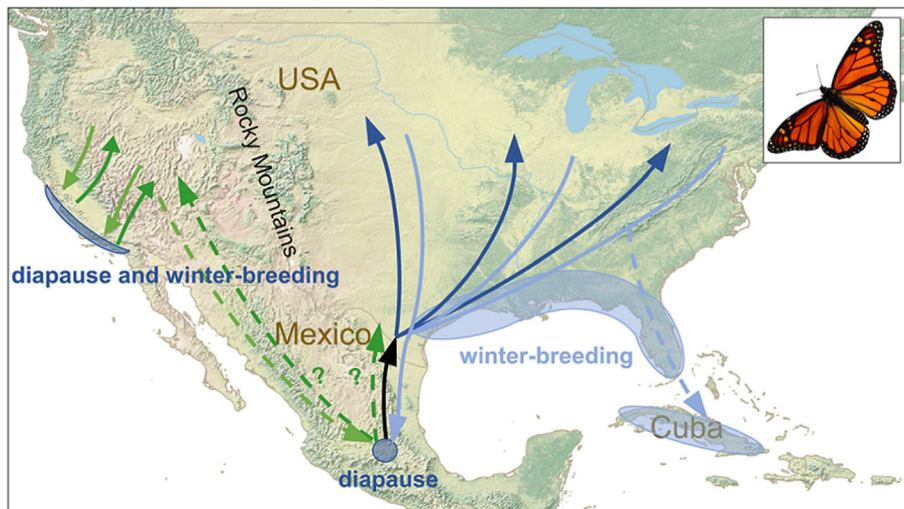 USA
Rocky Mountains
diapause and winter-breeding
Mexico
winter-breeding
?
?
Cuba
diapause